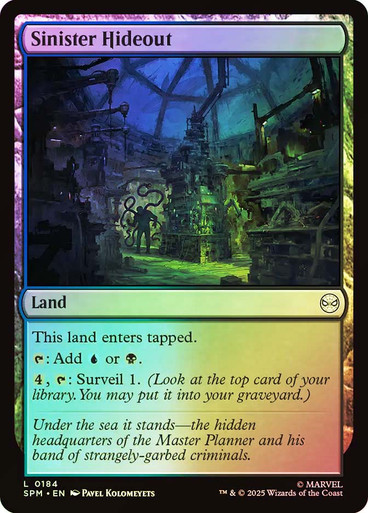 Sinister Hideout
Land
This land enters tapped.
: Add or .
4, : Surveil 1. (Look at the top card of your
library. You may put it into your graveyard.)
Under the sea it stands—the hidden
headquarters of the Master Planner and his
band of strangely-garbed criminals.
L 0184
SPM • EN Pavel Kolomeyets
© MARVEL
™ & © 2025 Wizards of the Coast